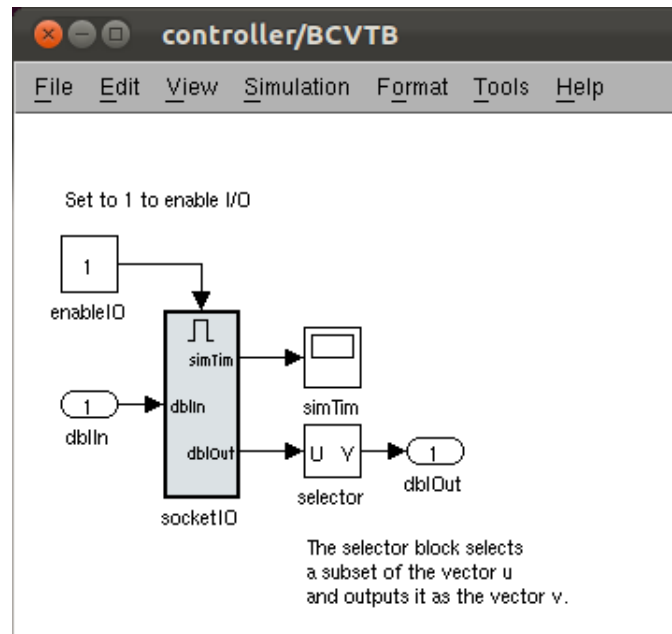 controller/BCVTB
File Edit View Simulation Format Tools Help
Set to 1 to enable I/O
1
enableIO
simTim
dblIn
dblOut
socketIO
1
dblIn
simTim
U Y
selector
1
dblOut
The selector block selects
a subset of the vector u
and outputs it as the vector v.